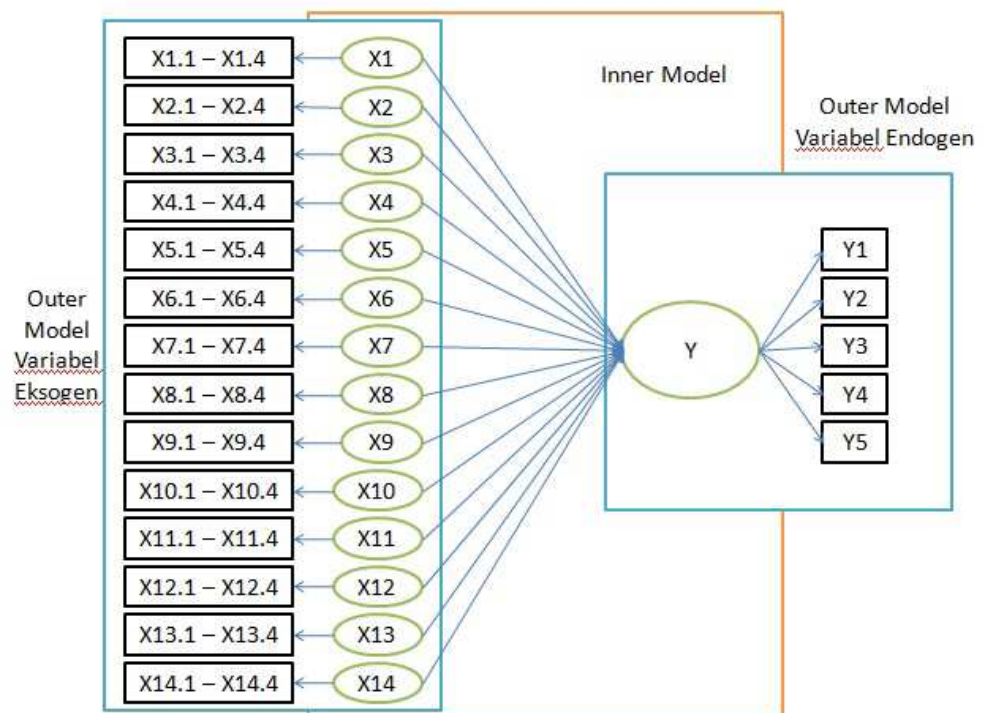 X1.1 – X1.4
X1
X2.1 – X2.4
X2
X3.1 – X3.4
X3
X4.1 – X4.4
X4
X5.1 – X5.4
X5
X6.1 – X6.4
X6
X7.1 – X7.4
X7
X8.1 – X8.4
X8
X9.1 – X9.4
X9
X10.1 – X10.4
X10
X11.1 – X11.4
X11
X12.1 – X12.4
X12
X13.1 – X13.4
X13
X14.1 – X14.4
X14
Outer
Model
Variabel
Eksogen
Inner Model
Outer Model
Variabel Endogen
Y
Y1
Y2
Y3
Y4
Y5